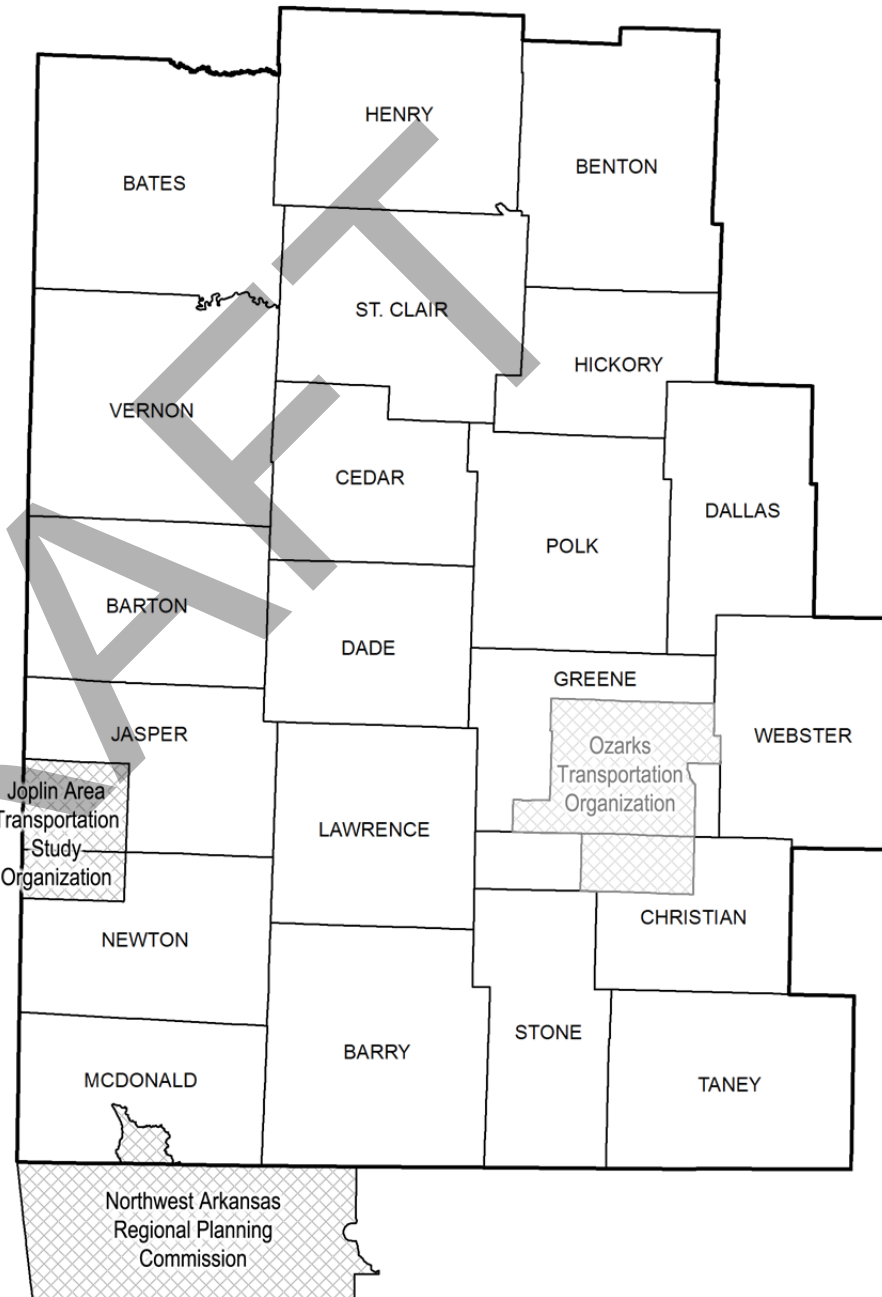 HENRY
BENTON
BATES
ST. CLAIR
HICKORY
VERNON
CEDAR
DALLAS
POLK
BARTON
DADE
GREENE
JASPER
WEBSTER
Ozarks
Transportation
Organization
Joplin Area
Transportation
Study
Organization
LAWRENCE
CHRISTIAN
NEWTON
STONE
BARRY
MCDONALD
TANEY
Northwest Arkansas
Regional Planning
Commission
AFT